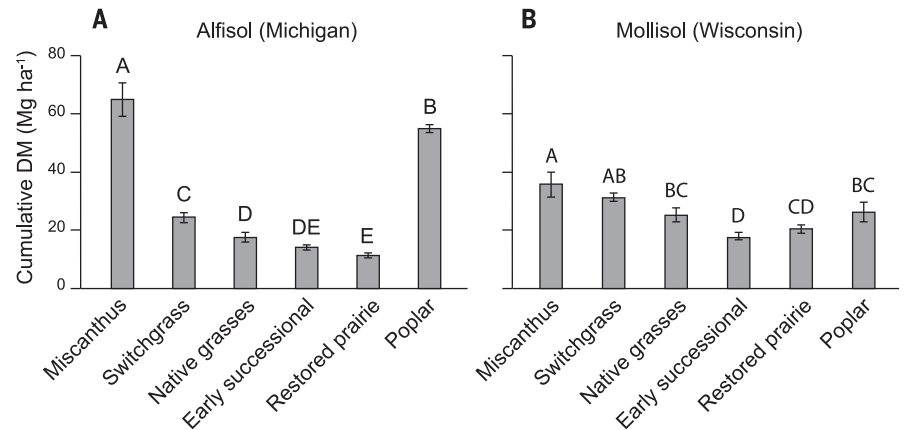 A
Alfisol (Michigan)
Cumulative DM (Mg ha⁻¹)
80
60
40
20
0
A
C
D
DE
E
B
Miscanthus
Switchgrass
Native grasses
Early successional
Restored prairie
Poplar
B
Mollisol (Wisconsin)
A
AB
BC
D
CD
BC
Miscanthus
Switchgrass
Native grasses
Early successional
Restored prairie
Poplar